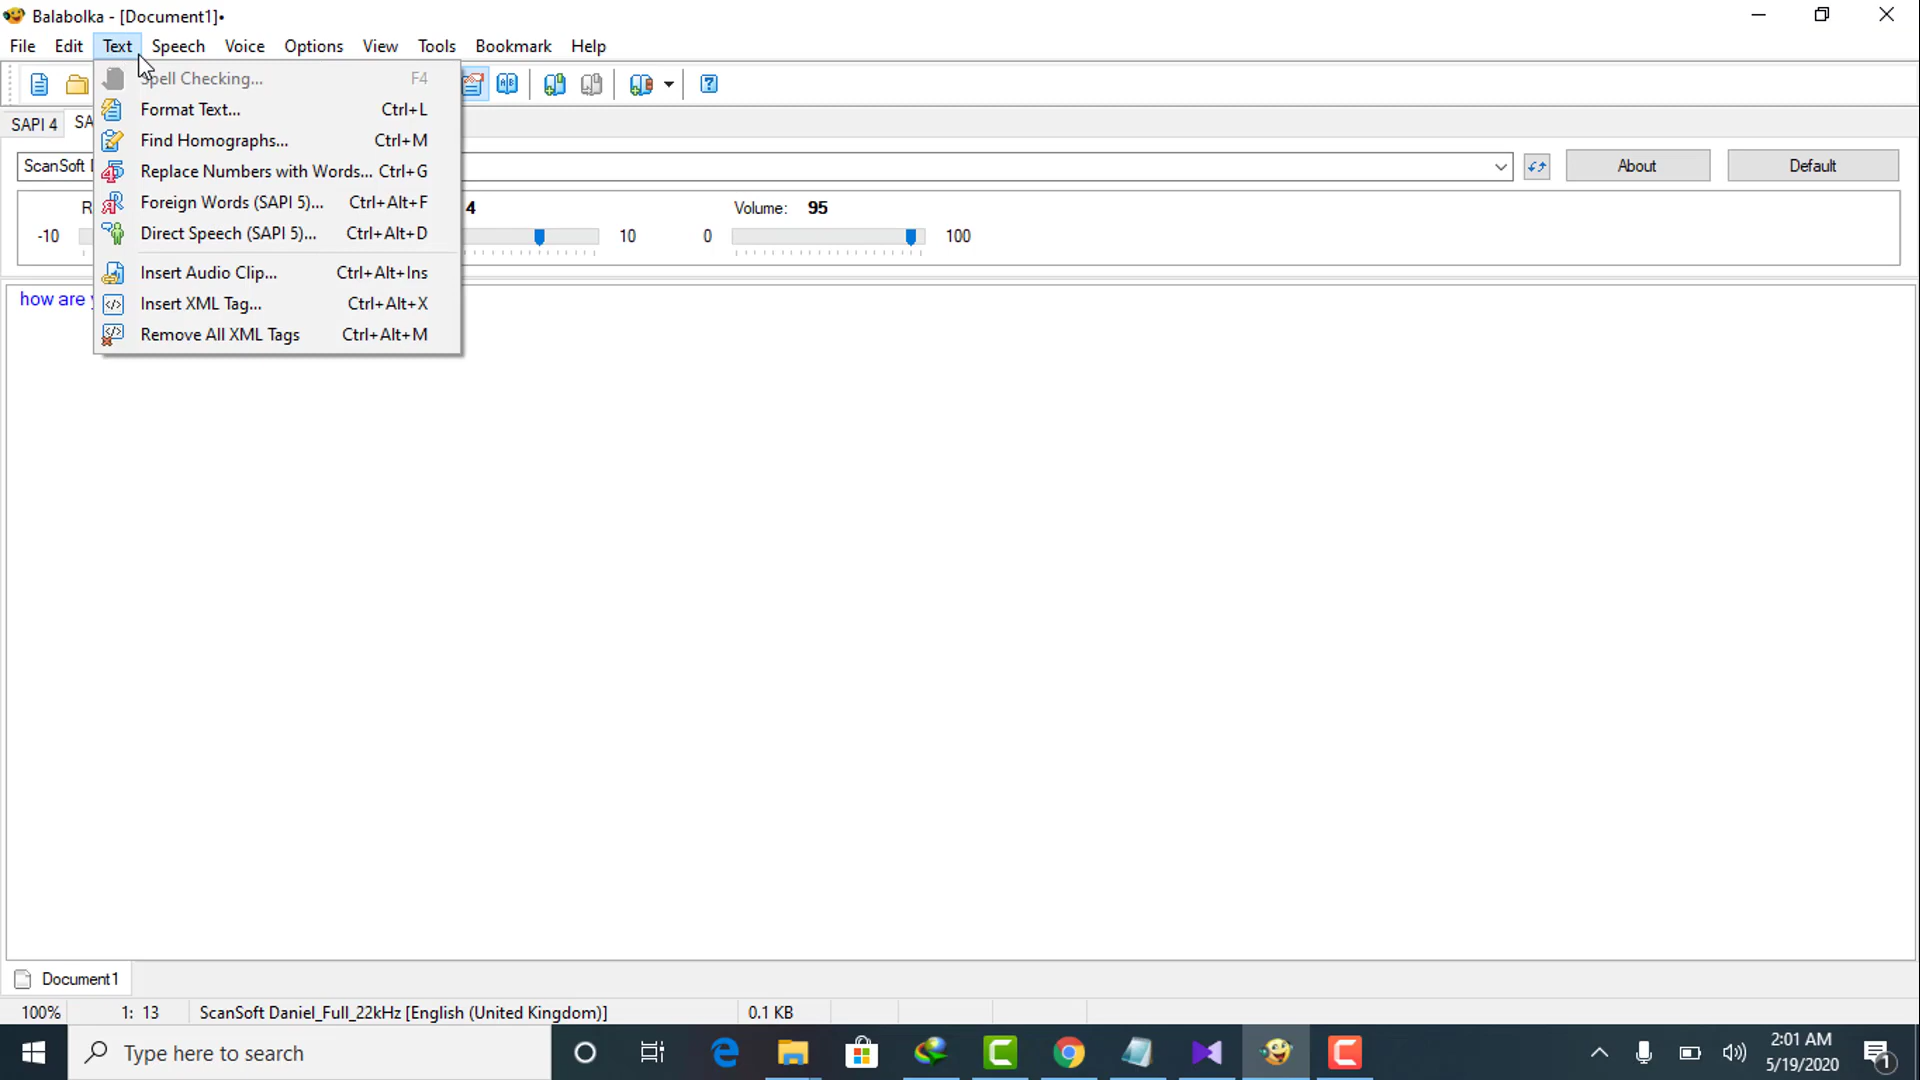 Balabolka - [Document1]•
File Edit Text Speech Voice Options View Tools Bookmark Help
Spell Checking... F4
Format Text... Ctrl+L
Find Homographs... Ctrl+M
Replace Numbers with Words... Ctrl+G
Foreign Words (SAPI 5)... Ctrl+Alt+F
Direct Speech (SAPI 5)... Ctrl+Alt+D
Insert Audio Clip... Ctrl+Alt+Ins
Insert XML Tag... Ctrl+Alt+X
Remove All XML Tags Ctrl+Alt+M
SAPI 4 SA
ScanSoft About Default
R 4 Volume: 95
-10 10 0 100
how are
Document1
100% 1: 13 ScanSoft Daniel_Full_22kHz [English (United Kingdom)] 0.1 KB
Type here to search
2:01 AM
5/19/2020
1